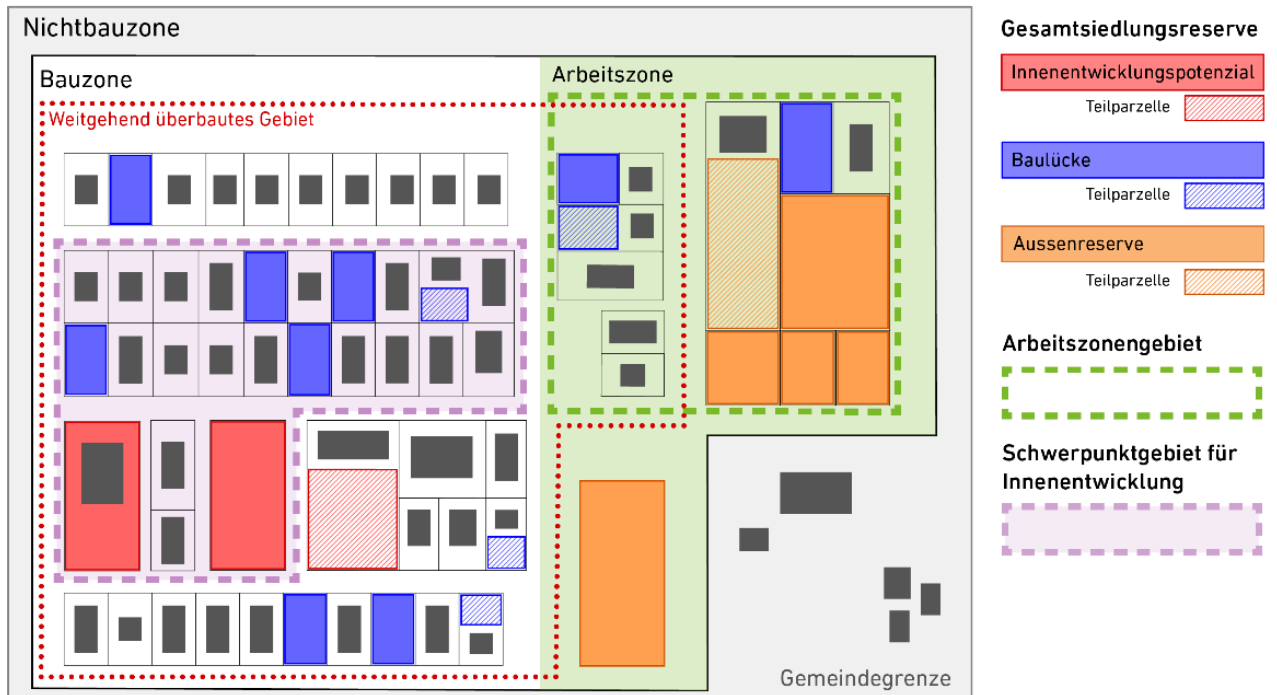 Nichtbauzone
Bauzone
Arbeitszone
Weitgehend überbautes Gebiet
Gemeindegrenze
Gesamtsiedlungsreserve
Innenentwicklungspotenzial
Teilparzelle
Baulücke
Teilparzelle
Aussenreserve
Teilparzelle
Arbeitszonengebiet
Schwerpunktgebiet für
Innenentwicklung